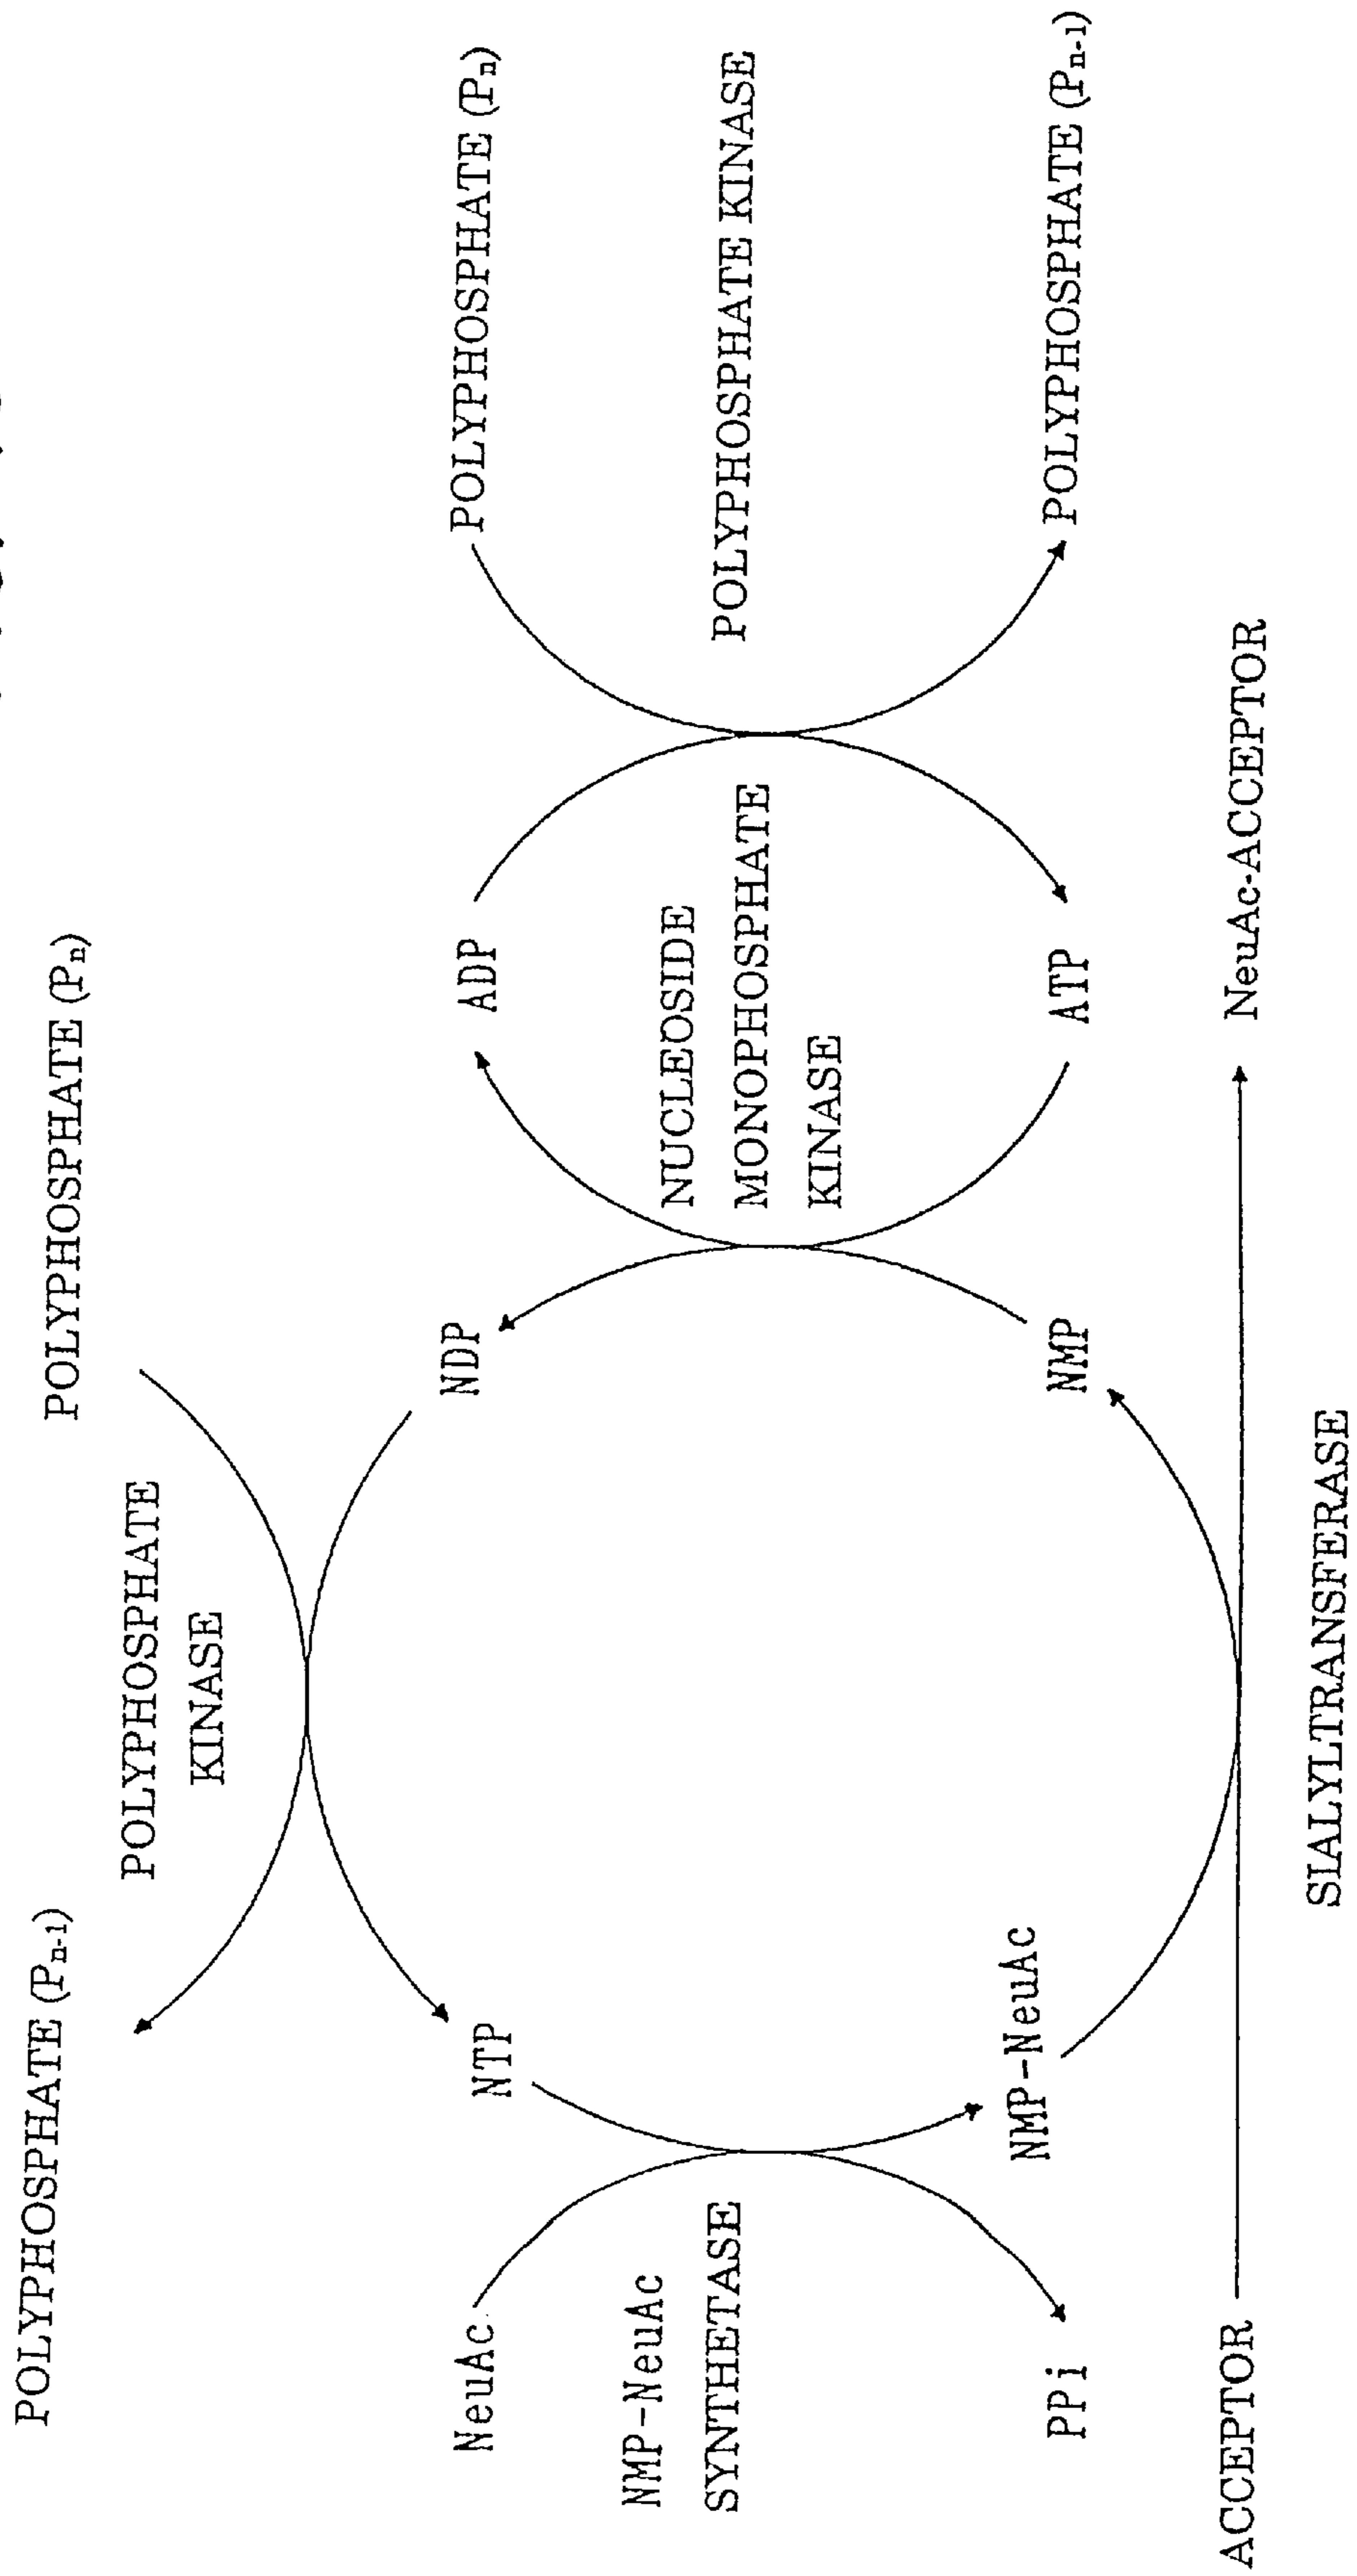 POLYPHOSPHATE (Pn-1)
POLYPHOSPHATE (Pn)
POLYPHOSPHATE
KINASE
NTP
NDP
ADP
POLYPHOSPHATE (Pn)
NeuAc
NMP-NeuAc
SYNTHETASE
NUCLEOSIDE
MONOPHOSPHATE
KINASE
POLYPHOSPHATE KINASE
PPi
NMP-NeuAc
NMP
ATP
POLYPHOSPHATE (Pn-1)
ACCEPTOR
NeuAc-ACCEPTOR
SIALYLTRANSFERASE